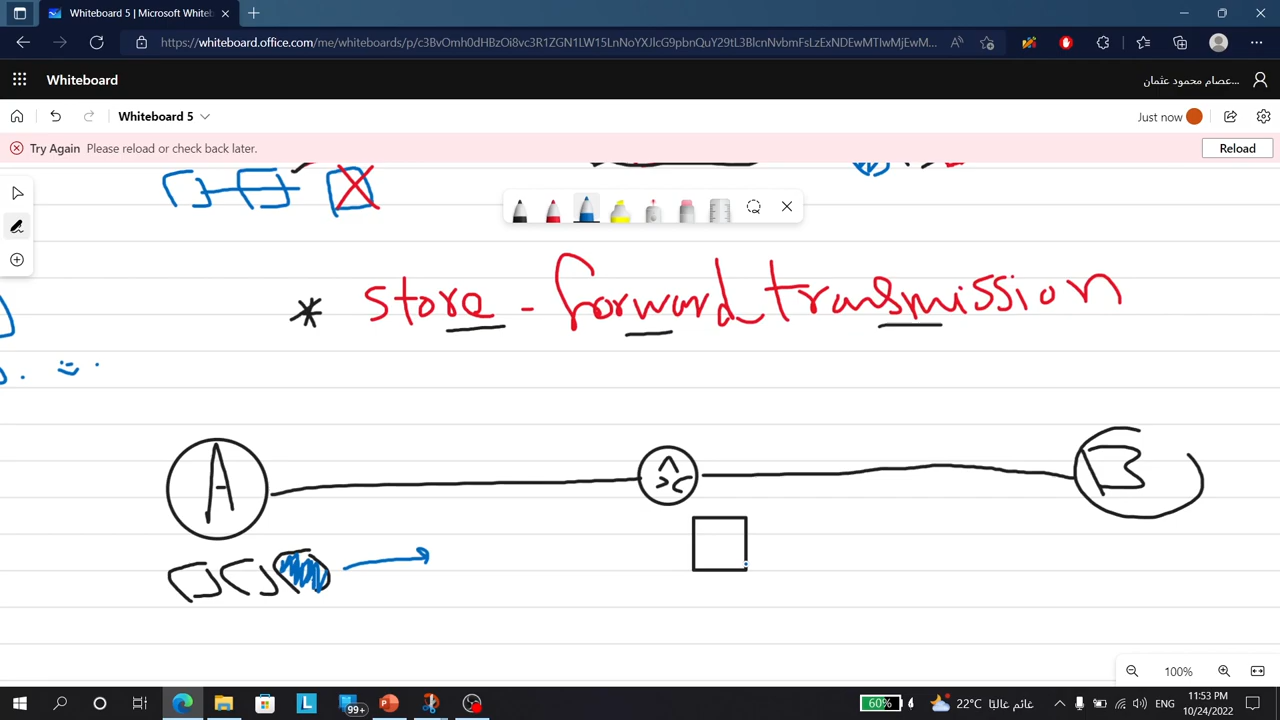 Whiteboard 5 | Microsoft Whiteb
https://whiteboard.office.com/me/whiteboards/p/c3BvOmh0dHBzOi8vc3R1ZGN1LW15LnNoYXJlcG9pbnQuY29tL3BlcnNvbmFsLzExNDEwMTIwMjEwM...
Whiteboard
عصام محمود عثمان...
Whiteboard 5
Just now
Try Again Please reload or check back later.
Reload
* store - forward transmission
A
B
100%
L
99+
60%
22°C غائم غالبا
ENG
11:53 PM
10/24/2022